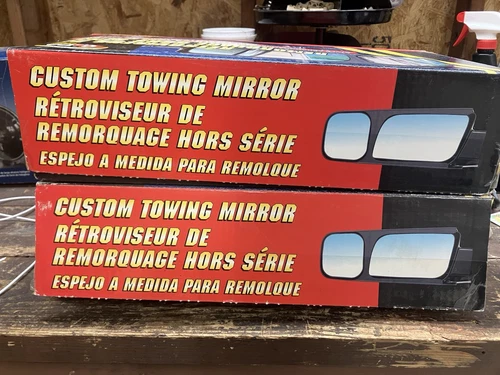 CUSTOM TOWING MIRROR
RÉTROVISEUR DE
REMORQUAGE HORS SÉRIE
ESPEJO A MEDIDA PARA REMOLQUE
CUSTOM TOWING MIRROR
RÉTROVISEUR DE
REMORQUAGE HORS SÉRIE
ESPEJO A MEDIDA PARA REMOLQUE